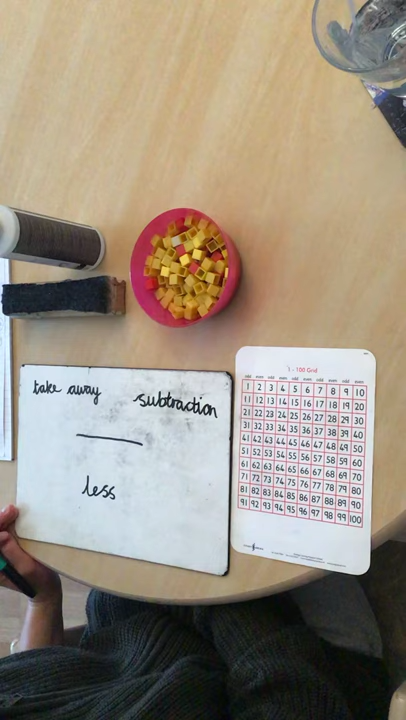 take away subtraction
less
1 - 100 Grid
odd even odd even odd even odd even odd even
1 2 3 4 5 6 7 8 9 10
11 12 13 14 15 16 17 18 19 20
21 22 23 24 25 26 27 28 29 30
31 32 33 34 35 36 37 38 39 40
41 42 43 44 45 46 47 48 49 50
51 52 53 54 55 56 57 58 59 60
61 62 63 64 65 66 67 68 69 70
71 72 73 74 75 76 77 78 79 80
81 82 83 84 85 86 87 88 89 90
91 92 93 94 95 96 97 98 99 100